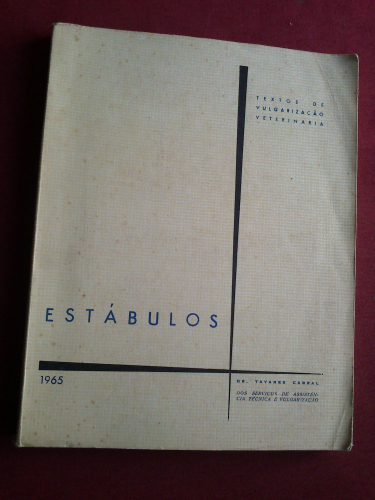 TEXTOS DE
VULGARIZAÇÃO
VETERINÁRIA
ESTÁBULOS
1965
DR. TAVARES CABRAL
DOS SERVIÇOS DE ASSISTÊN-
CIA TÉCNICA E VULGARIZAÇÃO